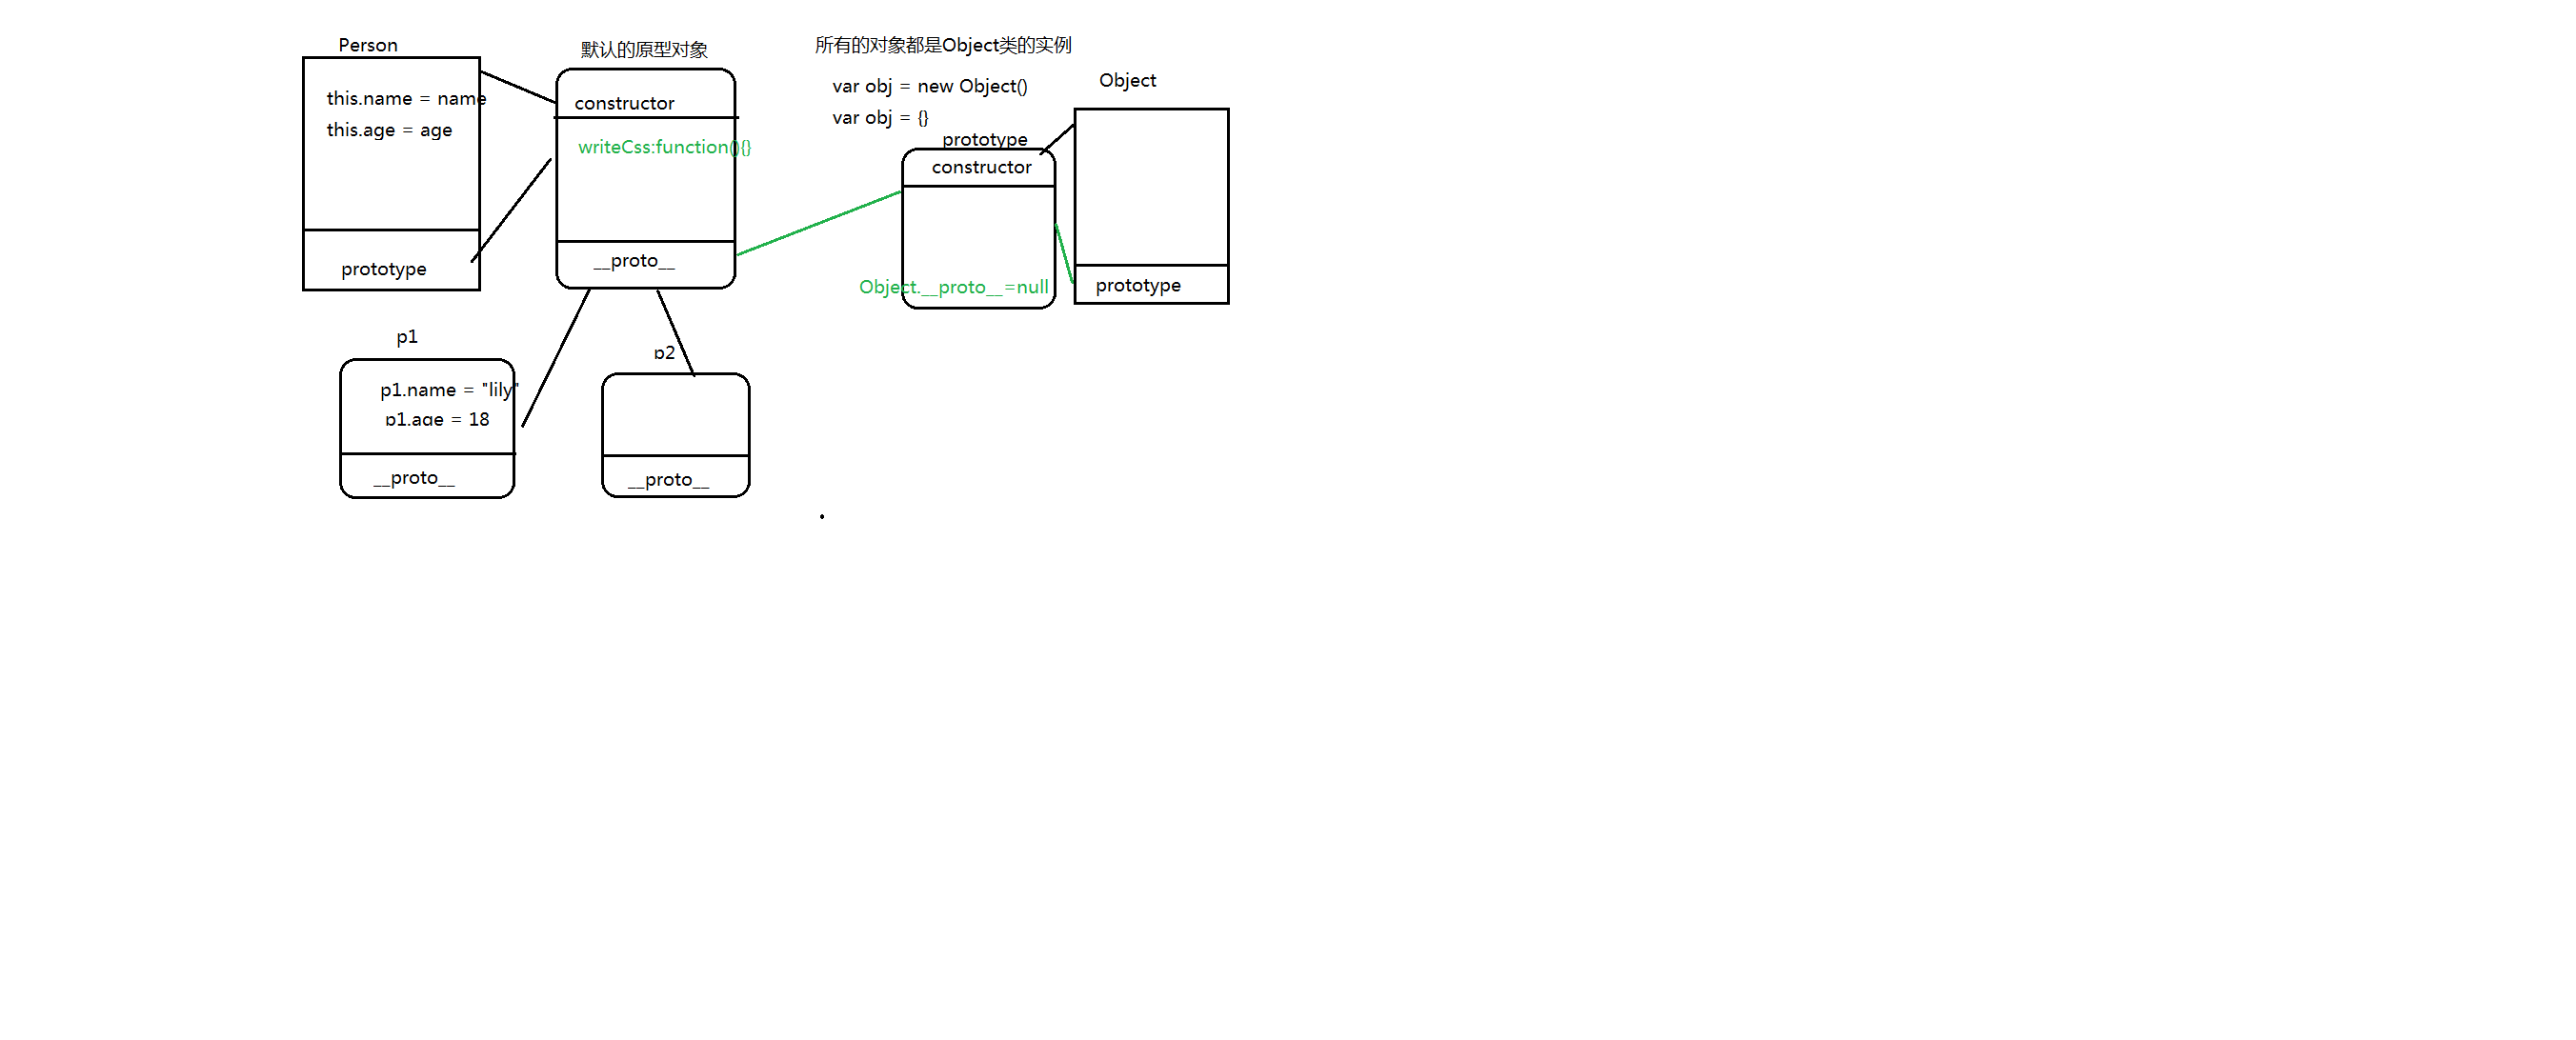 Person
this.name = name
this.age = age
prototype
默认的原型对象
constructor
writeCss:function(){}
__proto__
所有的对象都是Object类的实例
var obj = new Object()
var obj = {}
prototype
constructor
Object.__proto__=null
Object
prototype
p1
p1.name = "lily"
p1.age = 18
__proto__
p2
__proto__